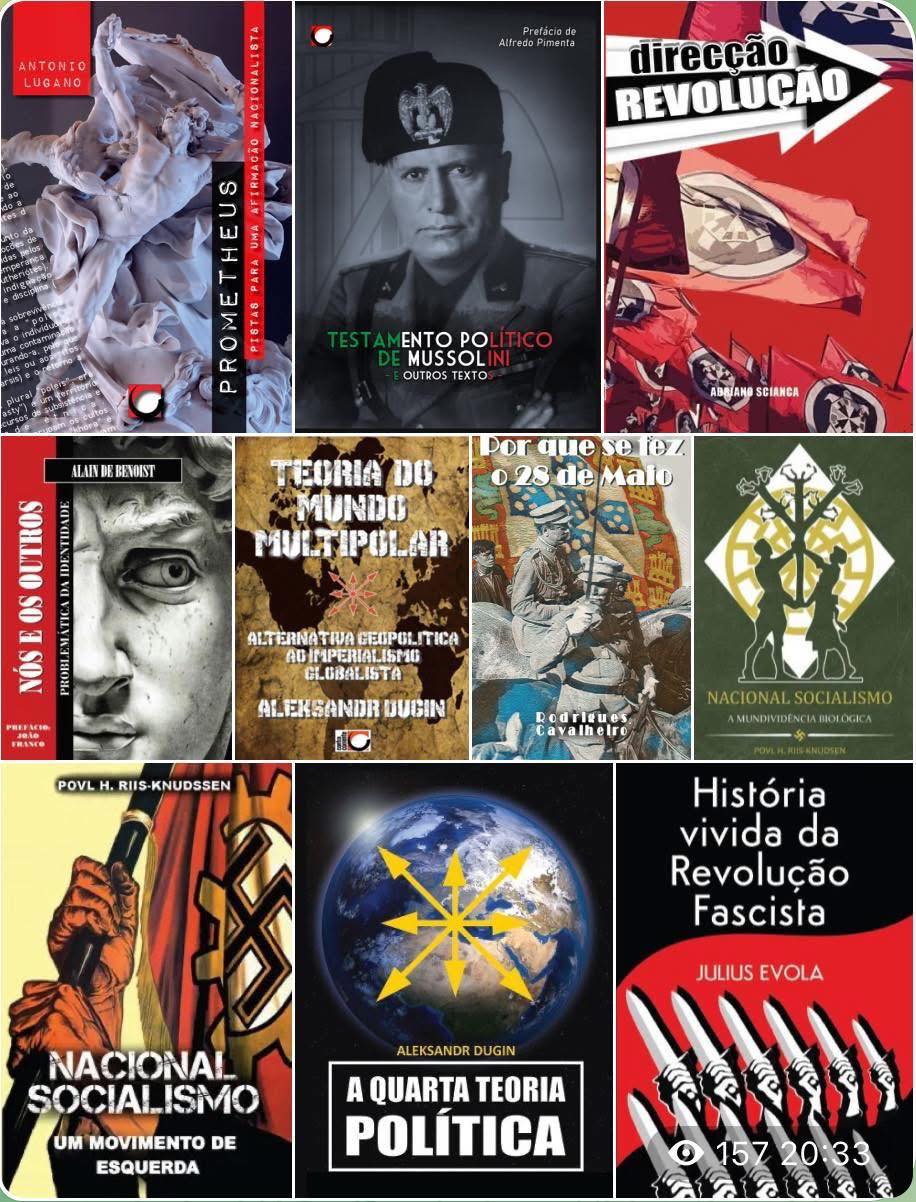 ANTONIO
LUGANO
PROMETHEUS
PISTAS PARA UMA AFIRMAÇÃO NACIONALISTA
Prefácio de
Alfredo Pimenta
TESTAMENTO POLÍTICO
DE MUSSOLINI
- E OUTROS TEXTOS -
direcção
REVOLUÇÃO
ADRIANO SCIANCA
ALAIN DE BENOIST
NÓS E OS OUTROS
PROBLEMÁTICA DA IDENTIDADE
PREFÁCIO:
JOÃO
FRANCO
TEORIA DO
MUNDO
MULTIPOLAR
ALTERNATIVA GEOPOLITICA
AO IMPERIALISMO
GLOBALISTA
ALEKSANDR DUGIN
Por que se fez
o 28 de Maio
Rodrigues
Cavalheiro
NACIONAL SOCIALISMO
A MUNDIVIDÊNCIA BIOLÓGICA
POVL H. RIIS-KNUDSEN
POVL H. RIIS-KNUDSSEN
NACIONAL
SOCIALISMO
UM MOVIMENTO DE
ESQUERDA
ALEKSANDR DUGIN
A QUARTA TEORIA
POLÍTICA
História
vivida da
Revolução
Fascista
JULIUS EVOLA
157 20:33